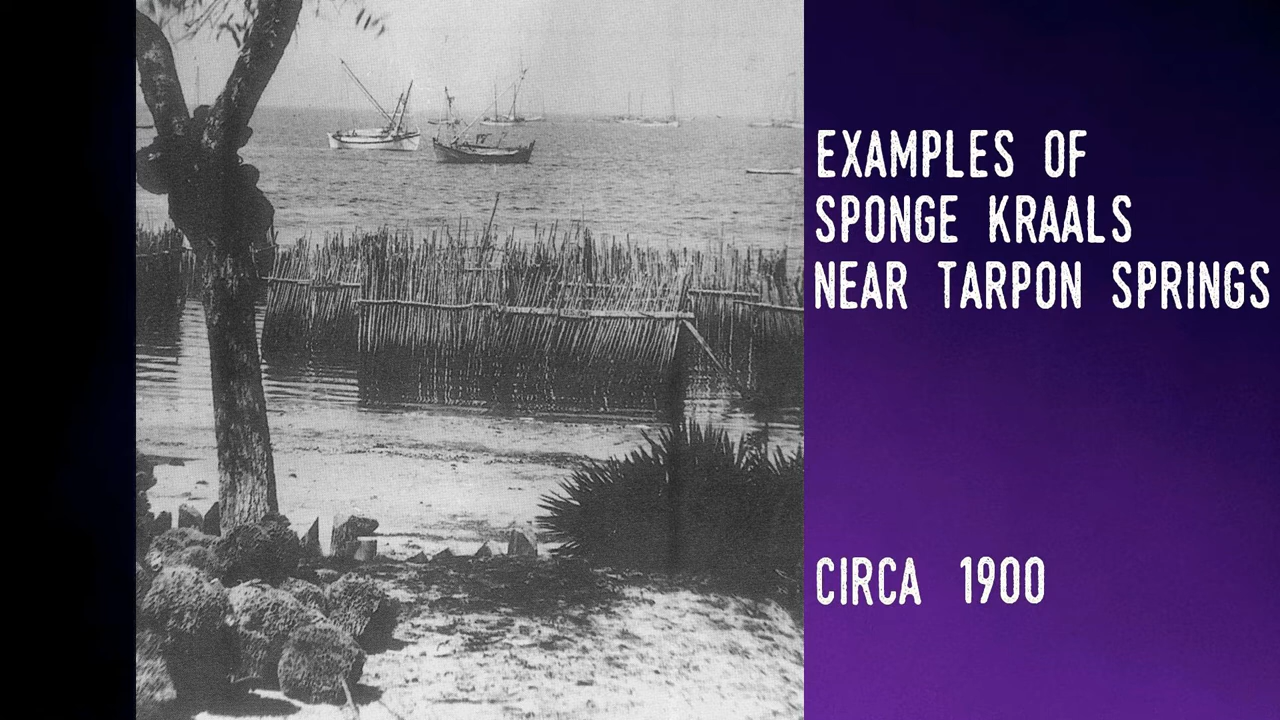 EXAMPLES OF
SPONGE KRAALS
NEAR TARPON SPRINGS
CIRCA 1900